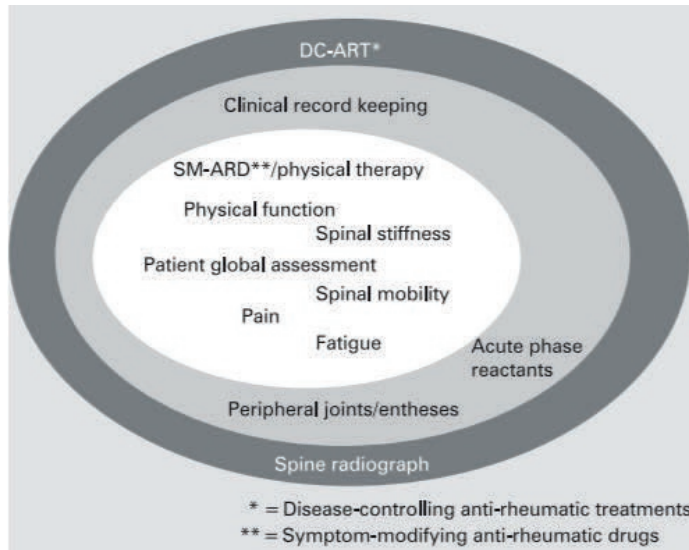 DC-ART*
Clinical record keeping
SM-ARD**/physical therapy
Physical function
Spinal stiffness
Patient global assessment
Spinal mobility
Pain
Fatigue
Acute phase
reactants
Peripheral joints/entheses
Spine radiograph
* = Disease-controlling anti-rheumatic treatments
** = Symptom-modifying anti-rheumatic drugs